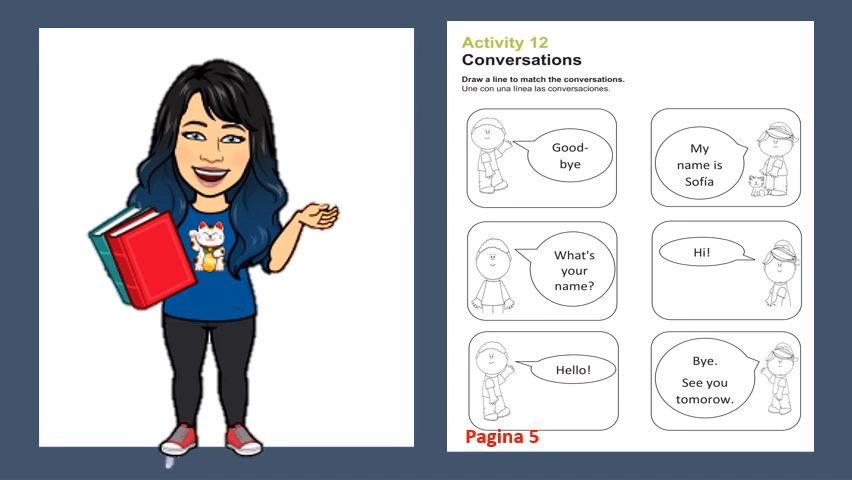 Activity 12
Conversations
Draw a line to match the conversations.
Une con una línea las conversaciones.
Good-
bye
My
name is
Sofía
What's
your
name?
Hi!
Hello!
Bye.
See you
tomorow.
Pagina 5